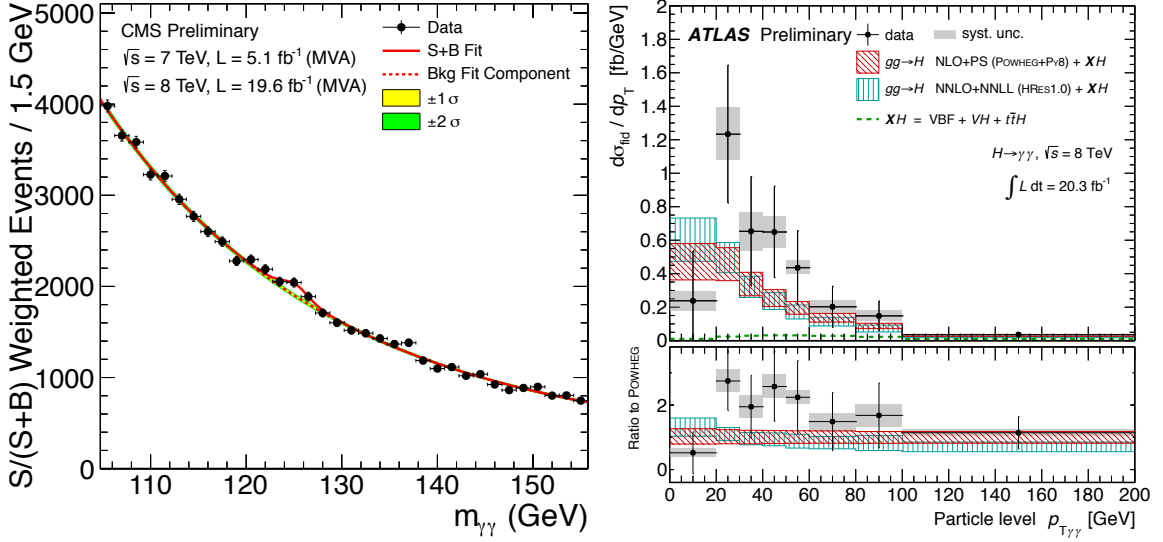 CMS Preliminary
√s = 7 TeV, L = 5.1 fb⁻¹ (MVA)
√s = 8 TeV, L = 19.6 fb⁻¹ (MVA)
Data
S+B Fit
Bkg Fit Component
±1 σ
±2 σ
S/(S+B) Weighted Events / 1.5 GeV
4000
3000
2000
1000
0
110 120 130 140 150
m_γγ (GeV)
ATLAS Preliminary
data syst. unc.
gg→H NLO+PS (POWHEG+PY8) + XH
gg→H NNLO+NNLL (HRES1.0) + XH
XH = VBF + VH + tt̄H
H→γγ, √s = 8 TeV
∫ L dt = 20.3 fb⁻¹
dσ_fid / dp_T [fb/GeV]
2
1.8
1.6
1.4
1.2
1
0.8
0.6
0.4
0.2
0
Ratio to POWHEG
2
0
0 20 40 60 80 100 120 140 160 180 200
Particle level p_Tγγ [GeV]